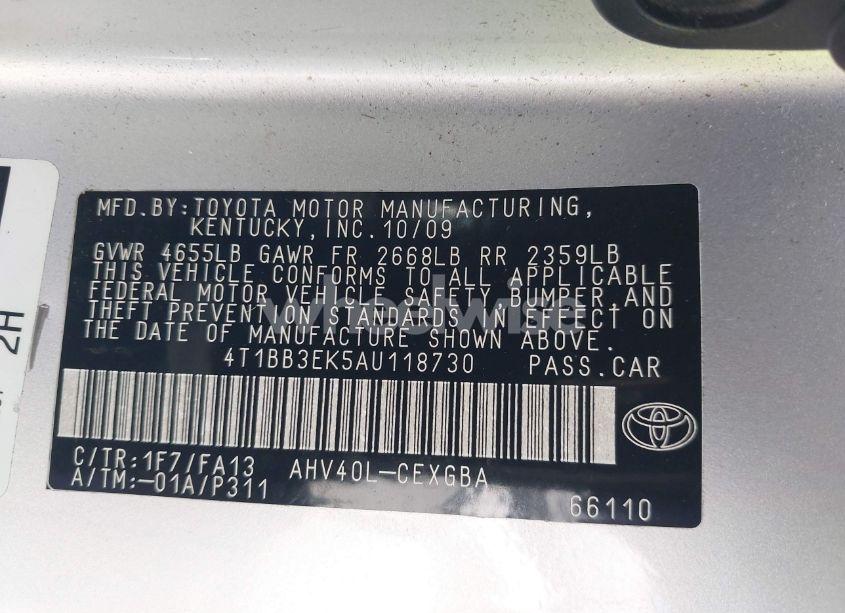 MFD. BY: TOYOTA MOTOR MANUFACTURING,
KENTUCKY, INC. 10/09
GVWR 4655LB GAWR FR 2668LB RR 2359LB
THIS VEHICLE CONFORMS TO ALL APPLICABLE
FEDERAL MOTOR VEHICLE SAFETY, BUMPER, AND
THEFT PREVENTION STANDARDS IN EFFECT ON
THE DATE OF MANUFACTURE SHOWN ABOVE.
4T1BB3EK5AU118730 PASS. CAR
C/TR: 1F7/FA13 AHV40L-CEXGBA
A/TM: -01A/P311
66110
2H
wheelwise